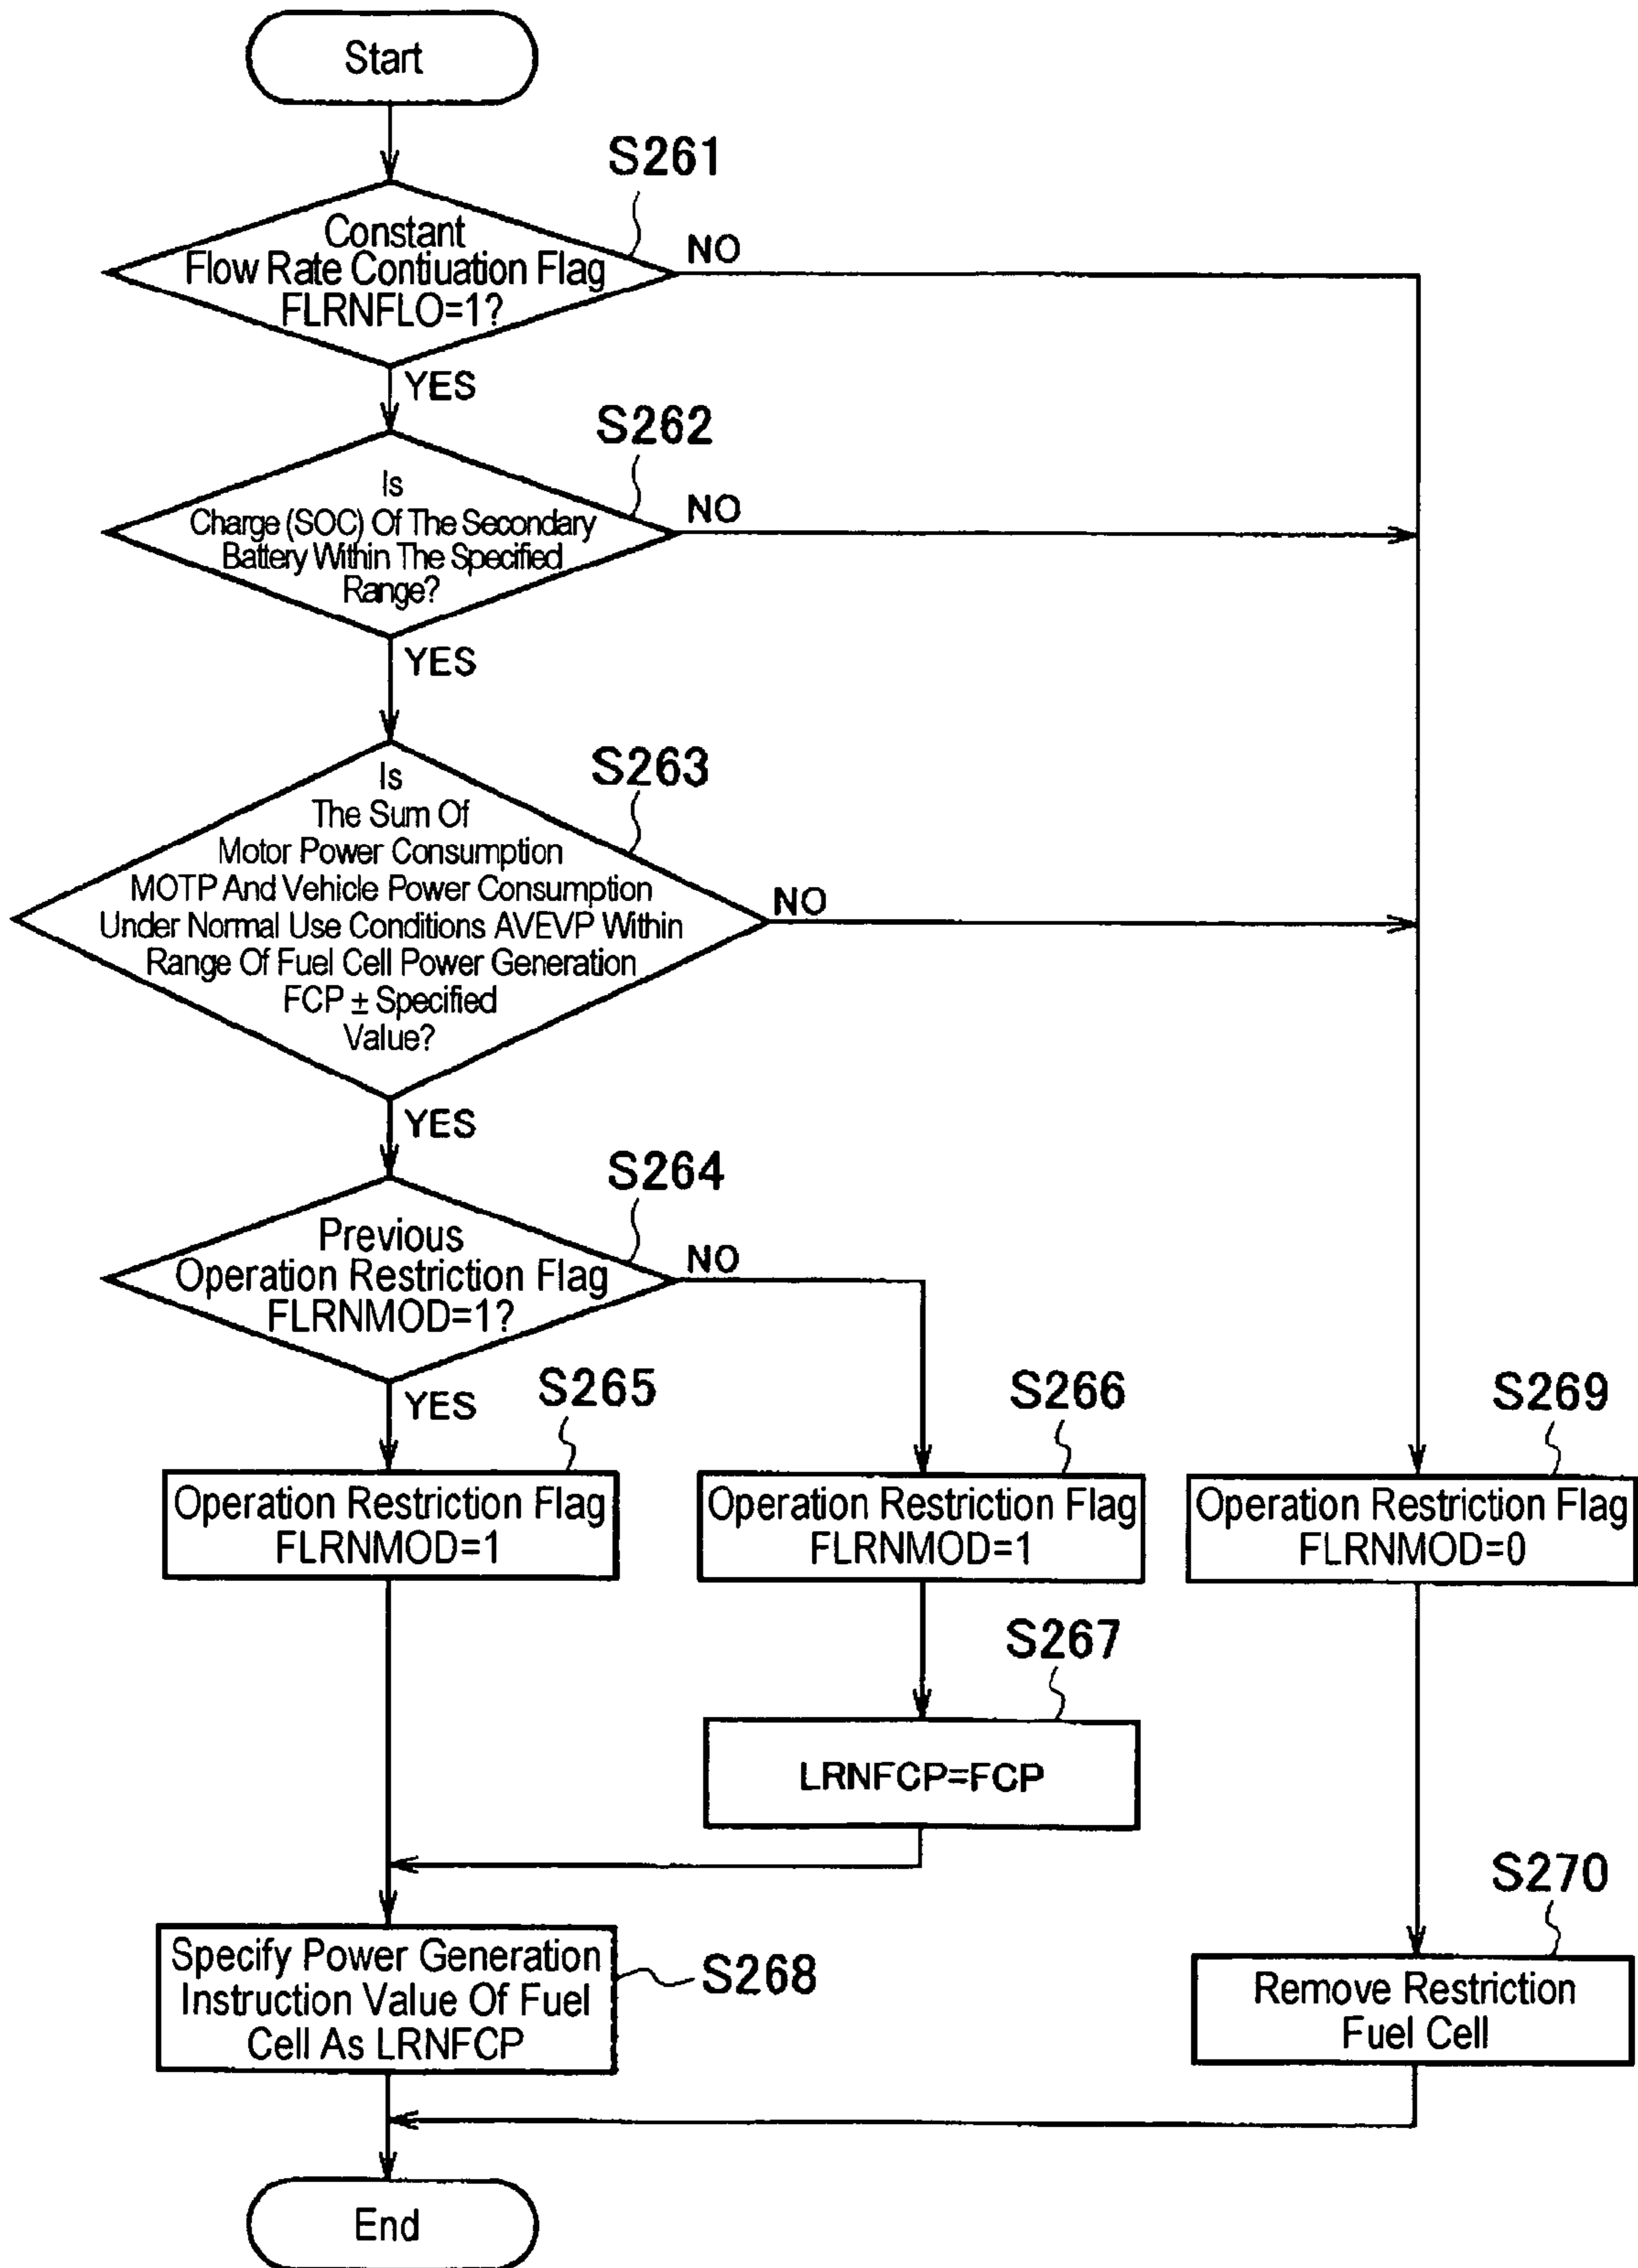 Start
S261
Constant
Flow Rate Contiuation Flag
FLRNFLO=1?
NO
YES
S262
Is
Charge (SOC) Of The Secondary
Battery Within The Specified
Range?
NO
YES
S263
Is
The Sum Of
Motor Power Consumption
MOTP And Vehicle Power Consumption
Under Normal Use Conditions AVEVP Within
Range Of Fuel Cell Power Generation
FCP ± Specified
Value?
NO
YES
S264
Previous
Operation Restriction Flag
FLRNMOD=1?
NO
YES
S265
Operation Restriction Flag
FLRNMOD=1
S266
Operation Restriction Flag
FLRNMOD=1
S269
Operation Restriction Flag
FLRNMOD=0
S267
LRNFCP=FCP
S268
Specify Power Generation
Instruction Value Of Fuel
Cell As LRNFCP
S270
Remove Restriction
Fuel Cell
End